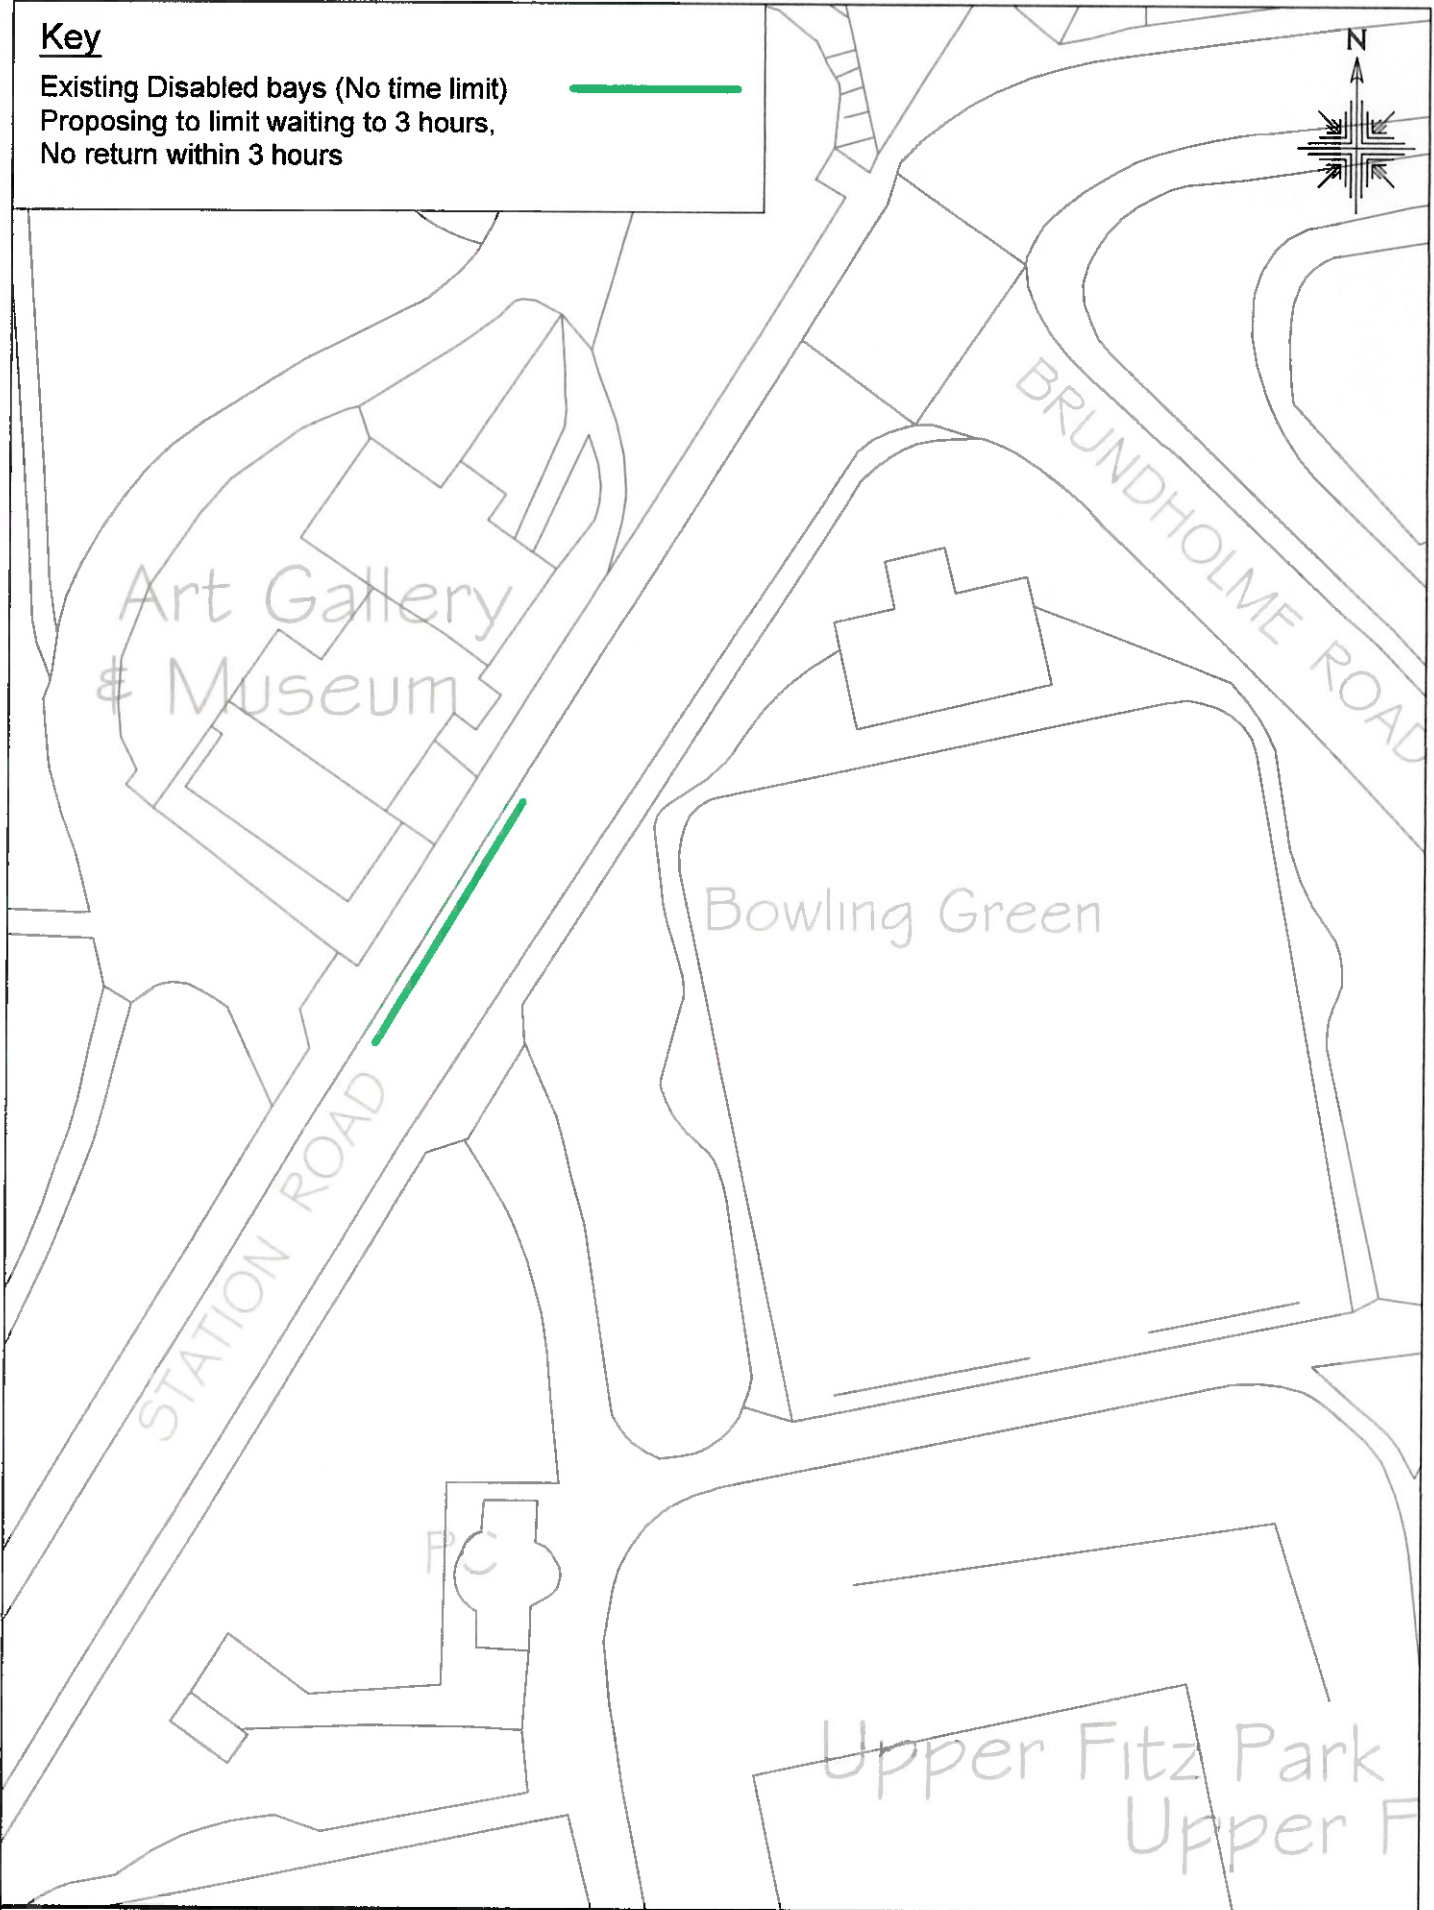 Key
Existing Disabled bays (No time limit)
Proposing to limit waiting to 3 hours,
No return within 3 hours
N
BRUNDHOLME ROAD
Art Gallery
& Museum
Bowling Green
STATION ROAD
PC
Upper Fitz Park
Upper F